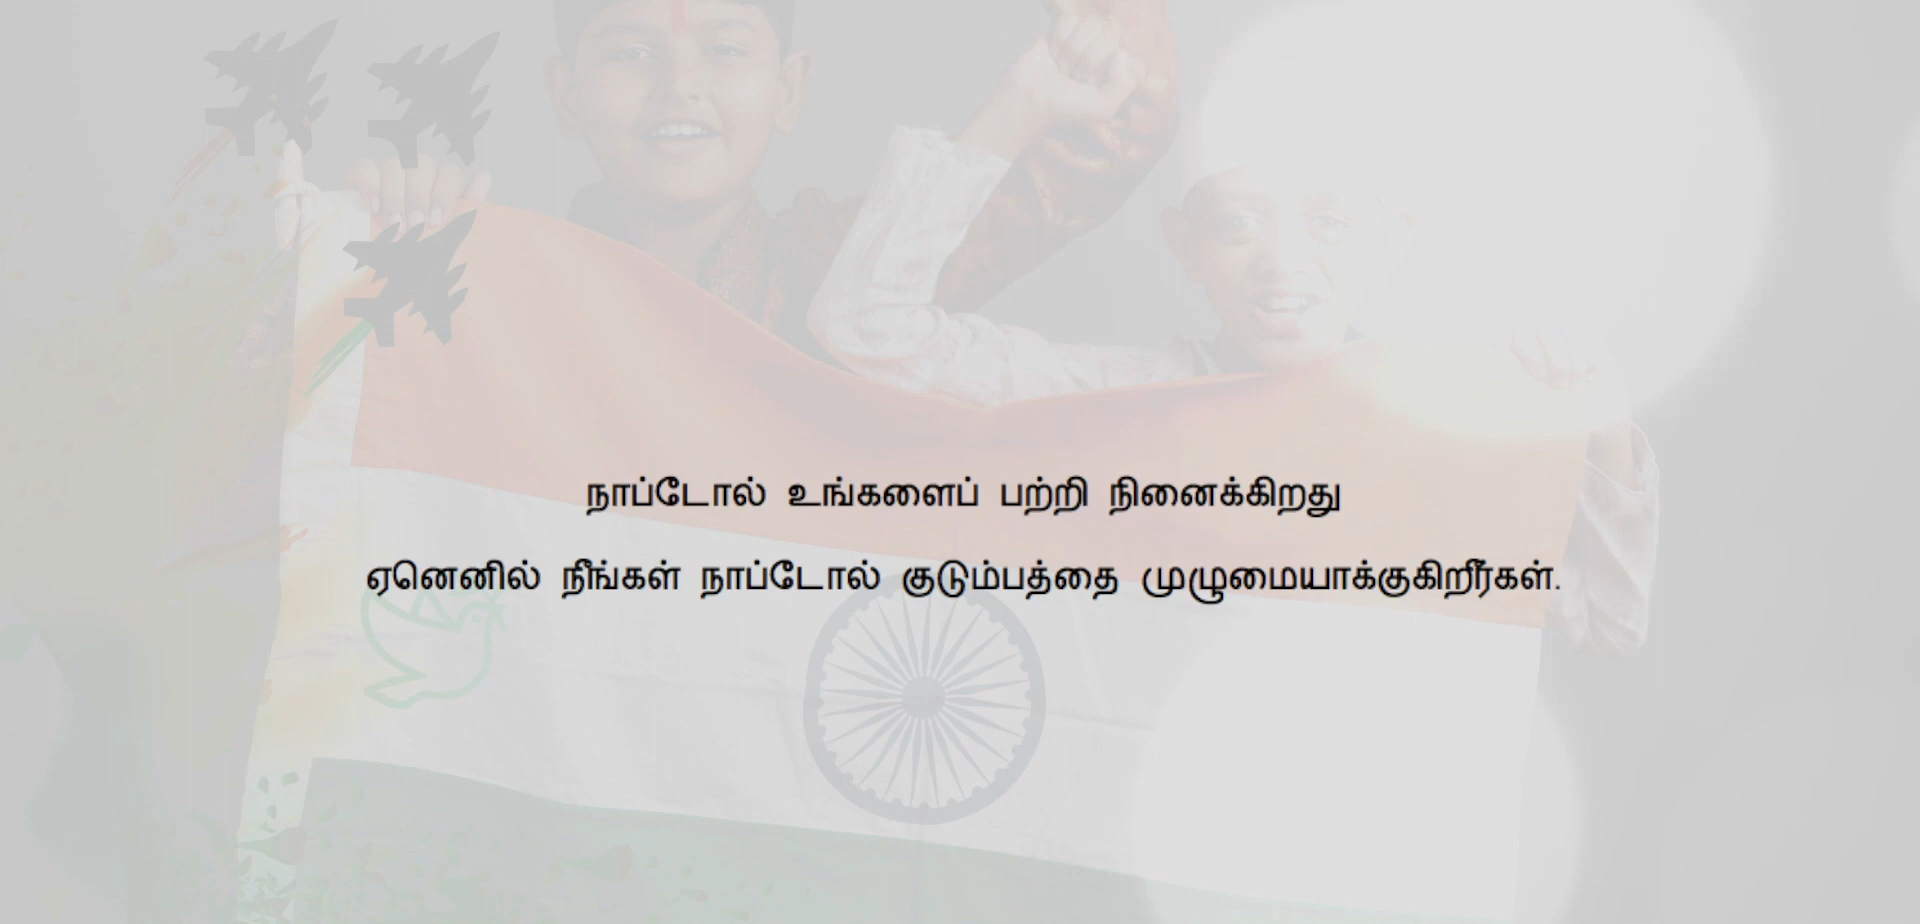 நாப்டோல் உங்களைப் பற்றி நினைக்கிறது
ஏனெனில் நீங்கள் நாப்டோல் குடும்பத்தை முழுமையாக்குகிறீர்கள்.